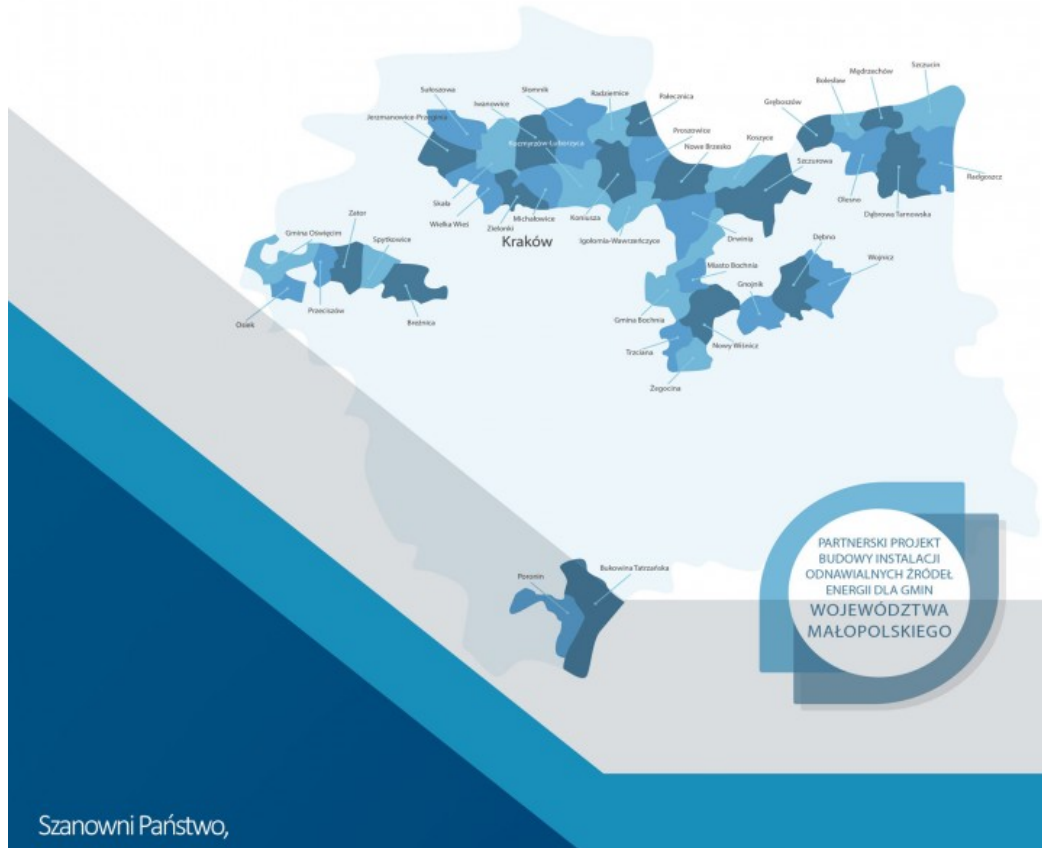 Szczucin
Mędrzechów
Bolesław
Gręboszów
Sułoszowa
Słomnik
Radziemice
Pałecznica
Iwanowice
Jerzmanowice-Przeginia
Proszowice
Koszyce
Kocmyrzów-Luborzyca
Nowe Brzesko
Szczurowa
Radgoszcz
Skała
Olesno
Wielka Wieś
Zielonki
Michałowice
Koniusza
Dąbrowa Tarnowska
Zator
Gmina Oświęcim
Spytkowice
Kraków
Igołomia-Wawrzeńczyce
Drwinia
Dębno
Miasto Bochnia
Gnojnik
Wojnicz
Osiek
Przeciszów
Breźnica
Gmina Bochnia
Trzciana
Nowy Wiśnicz
Żegocina
Poronin
Bukowina Tatrzańska
PARTNERSKI PROJEKT
BUDOWY INSTALACJI
ODNAWIALNYCH ŹRÓDEŁ
ENERGII DLA GMIN
WOJEWÓDZTWA
MAŁOPOLSKIEGO
Szanowni Państwo,